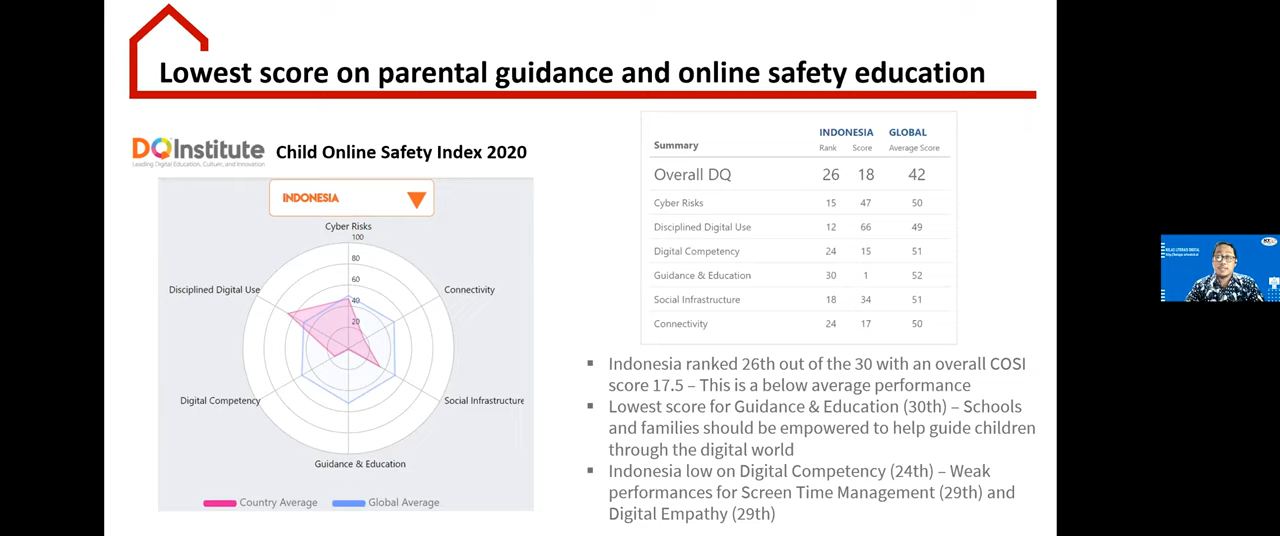 Lowest score on parental guidance and online safety education
DQInstitute
Leading Digital Education, Culture, and Innovation
Child Online Safety Index 2020
INDONESIA
Cyber Risks
100
80
60
40
20
Disciplined Digital Use
Connectivity
Digital Competency
Social Infrastructure
Guidance & Education
Country Average
Global Average
INDONESIA GLOBAL
Summary Rank Score Average Score
Overall DQ 26 18 42
Cyber Risks 15 47 50
Disciplined Digital Use 12 66 49
Digital Competency 24 15 51
Guidance & Education 30 1 52
Social Infrastructure 18 34 51
Connectivity 24 17 50
▪ Indonesia ranked 26th out of the 30 with an overall COSI
score 17.5 – This is a below average performance
▪ Lowest score for Guidance & Education (30th) – Schools
and families should be empowered to help guide children
through the digital world
▪ Indonesia low on Digital Competency (24th) – Weak
performances for Screen Time Management (29th) and
Digital Empathy (29th)
KELAS LITERASI DIGITAL